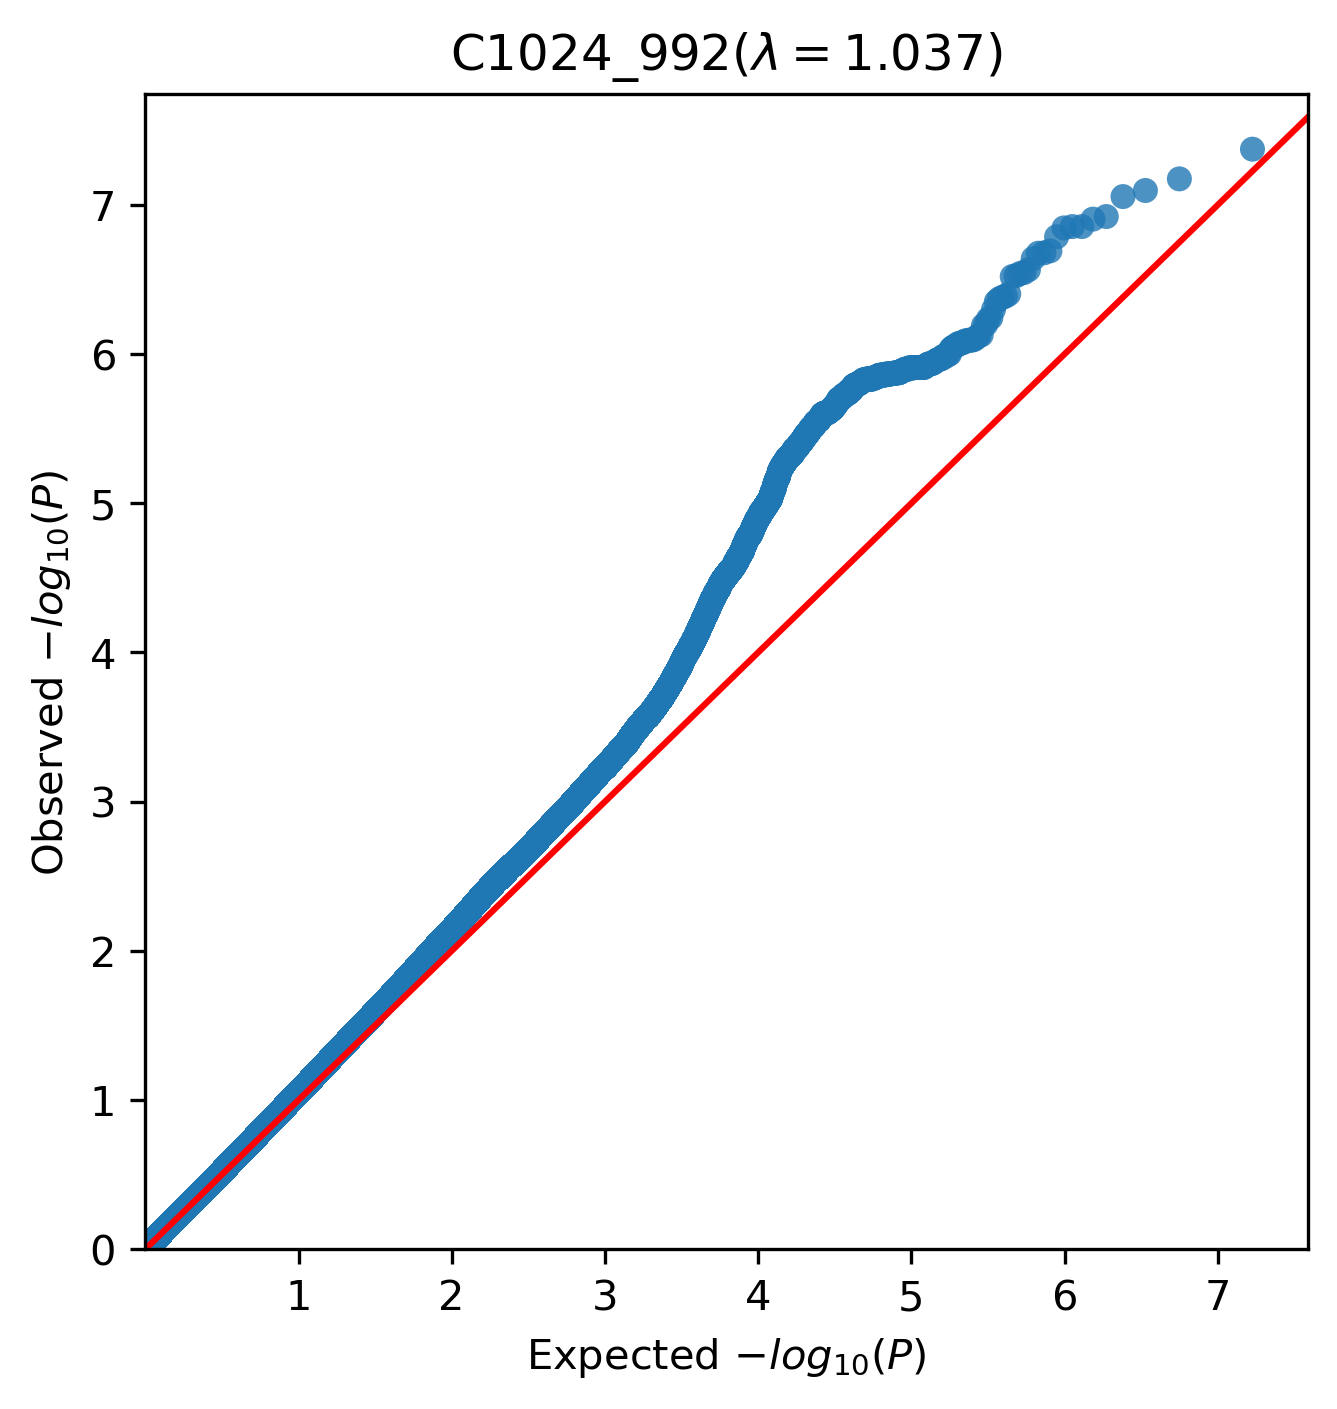 C1024_992(λ = 1.037)
7
6
5
4
3
2
1
0
Observed −log₁₀(P)
1 2 3 4 5 6 7
Expected −log₁₀(P)